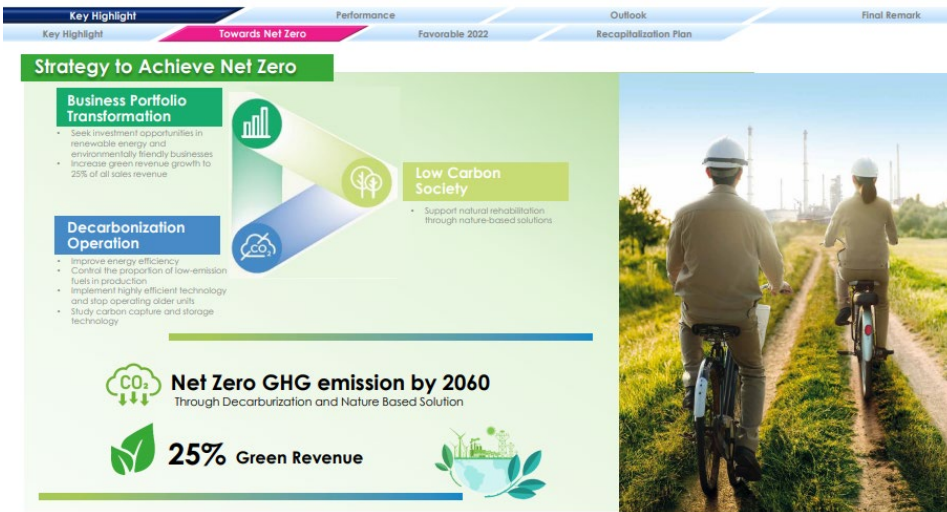 Key Highlight
Performance
Outlook
Final Remark
Key Highlight
Towards Net Zero
Favorable 2022
Recapitalization Plan
Strategy to Achieve Net Zero
Business Portfolio
Transformation
• Seek investment opportunities in
renewable energy and
environmentally friendly businesses
• Increase green revenue growth to
25% of all sales revenue
Low Carbon
Society
• Support natural rehabilitation
through nature-based solutions
Decarbonization
Operation
• Improve energy efficiency
• Control the proportion of low-emission
fuels in production
• Implement highly efficient technology
and stop operating older units
• Study carbon capture and storage
technology
CO₂
CO₂
Net Zero GHG emission by 2060
Through Decarburization and Nature Based Solution
25% Green Revenue